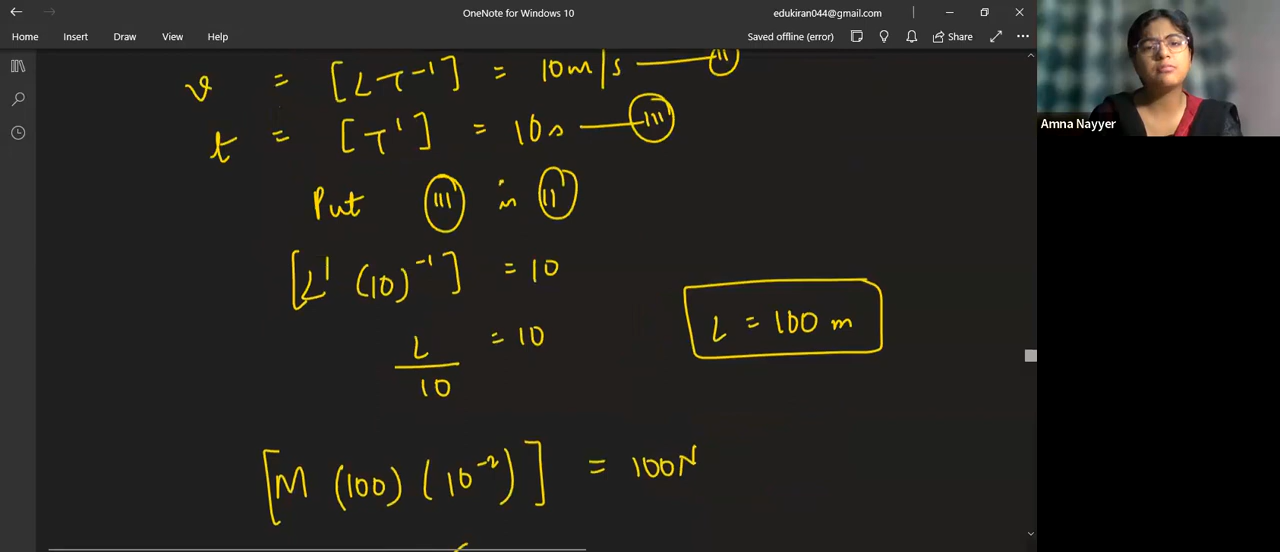 OneNote for Windows 10
edukiran044@gmail.com
Home Insert Draw View Help
Saved offline (error) Share
v = [LT⁻¹] = 10m/s — II
t = [T¹] = 10s — III
Put III in II
[L¹ (10)⁻¹] = 10
L/10 = 10
L = 100 m
[M (100) (10⁻²)] = 100N
Amna Nayyer